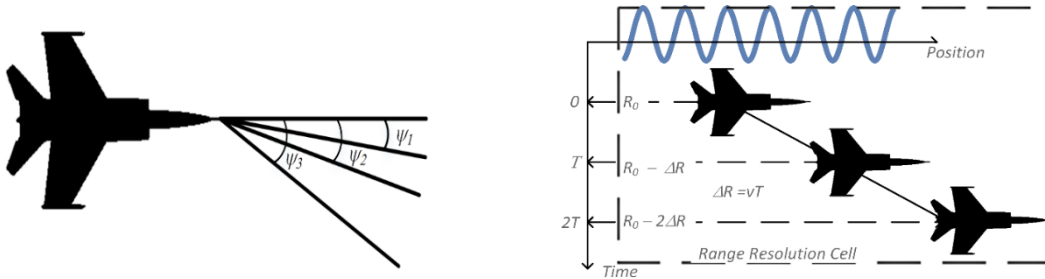 ψ₁
ψ₂
ψ₃
Position
0
R₀
T
R₀ - ΔR
ΔR =vT
2T
R₀ - 2ΔR
Range Resolution Cell
Time